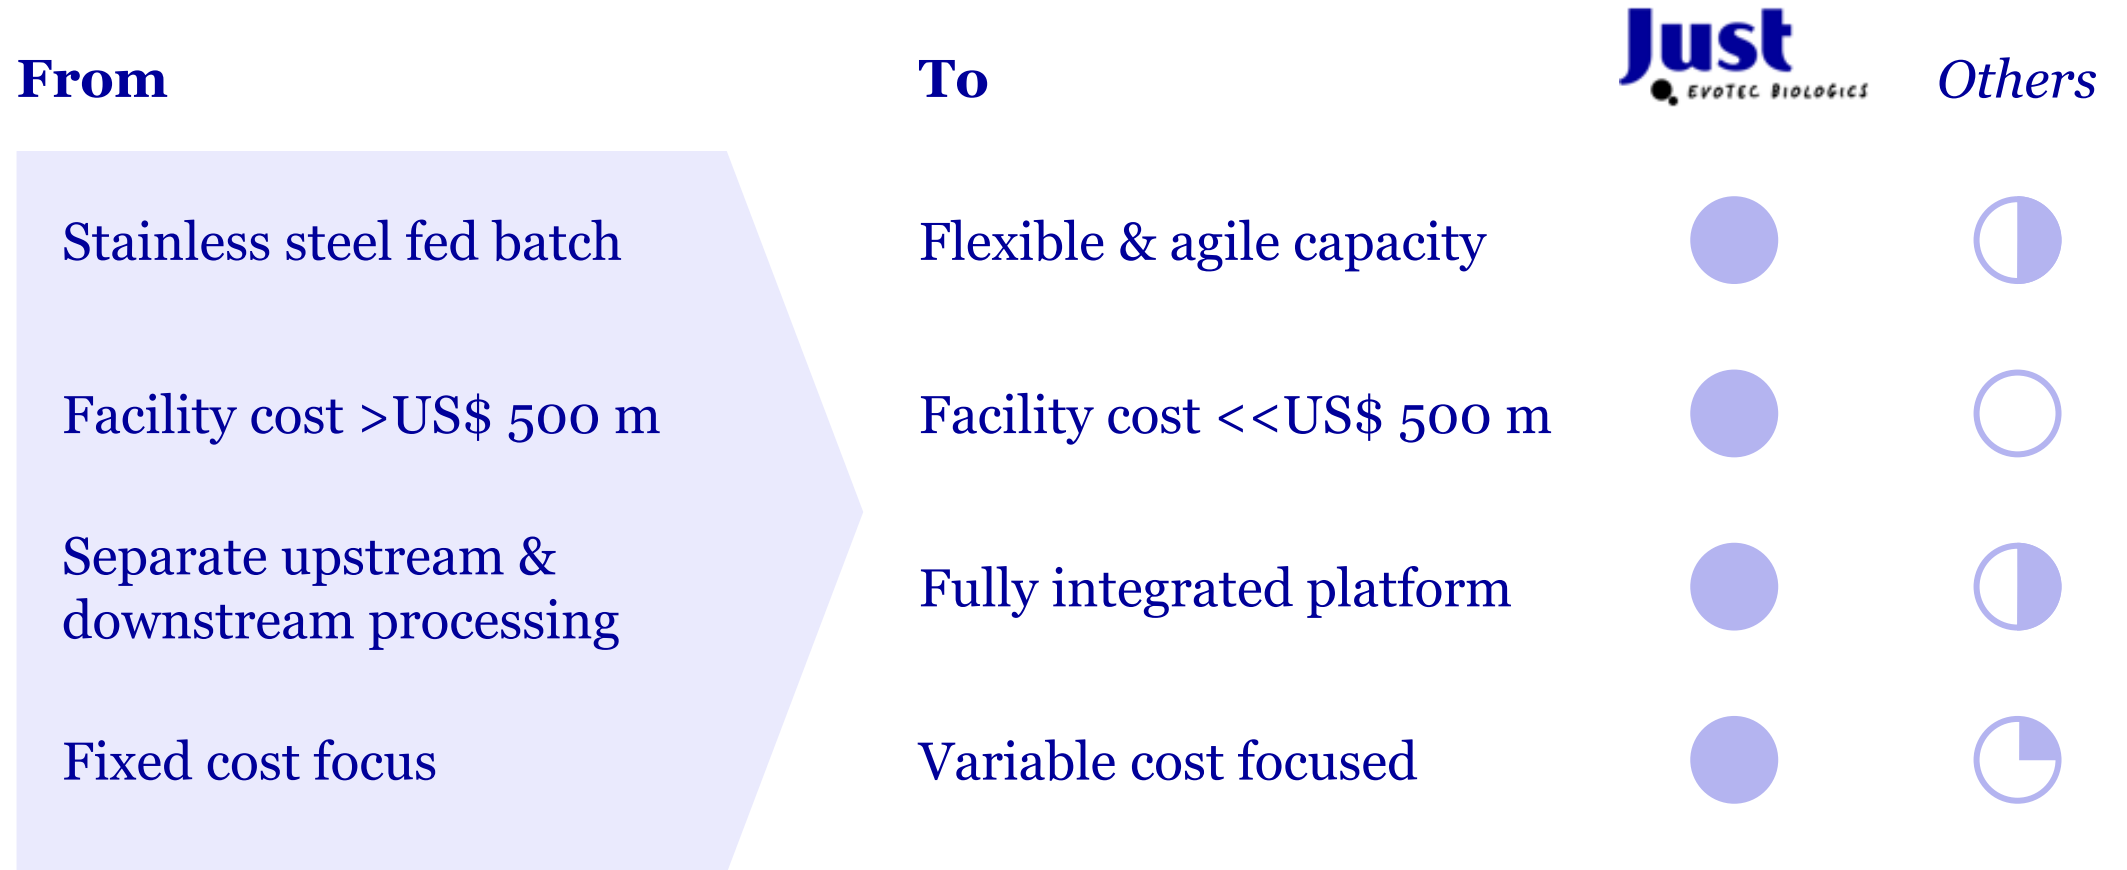 From
To
Just
EVOTEC BIOLOGICS
Others
Stainless steel fed batch
Flexible & agile capacity
Facility cost >US$ 500 m
Facility cost <<US$ 500 m
Separate upstream &
downstream processing
Fully integrated platform
Fixed cost focus
Variable cost focused